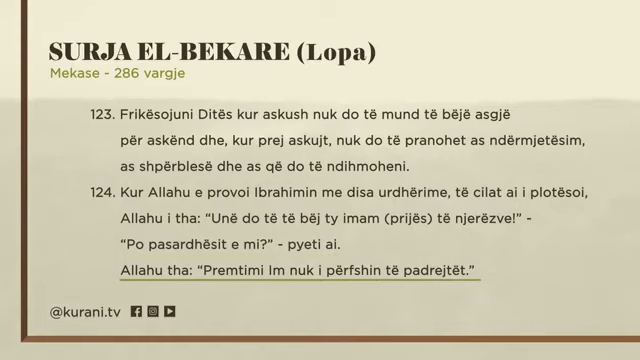 SURJA EL-BEKARE (Lopa)
Mekase - 286 vargje
123. Frikësojuni Ditës kur askush nuk do të mund të bëjë asgjë
për askënd dhe, kur prej askujt, nuk do të pranohet as ndërmjetësim,
as shpërblesë dhe as që do të ndihmoheni.
124. Kur Allahu e provoi Ibrahimin me disa urdhërime, të cilat ai i plotësoi,
Allahu i tha: “Unë do të të bëj ty imam (prijës) të njerëzve!” -
“Po pasardhësit e mi?” - pyeti ai.
Allahu tha: “Premtimi Im nuk i përfshin të padrejtët.”
@kurani.tv